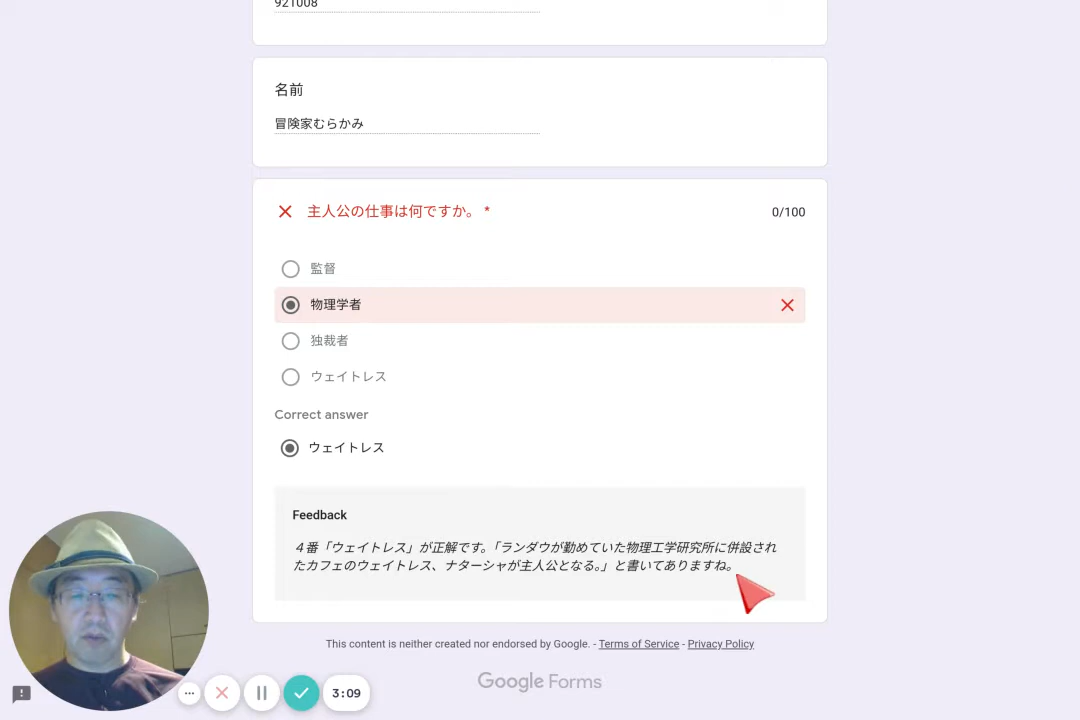 921008
名前
冒険家むらかみ
主人公の仕事は何ですか。 *
0/100
監督
物理学者
独裁者
ウェイトレス
Correct answer
ウェイトレス
Feedback
４番「ウェイトレス」が正解です。「ランダウが勤めていた物理工学研究所に併設され
たカフェのウェイトレス、ナターシャが主人公となる。」と書いてありますね。
This content is neither created nor endorsed by Google. - Terms of Service - Privacy Policy
Google Forms
3:09